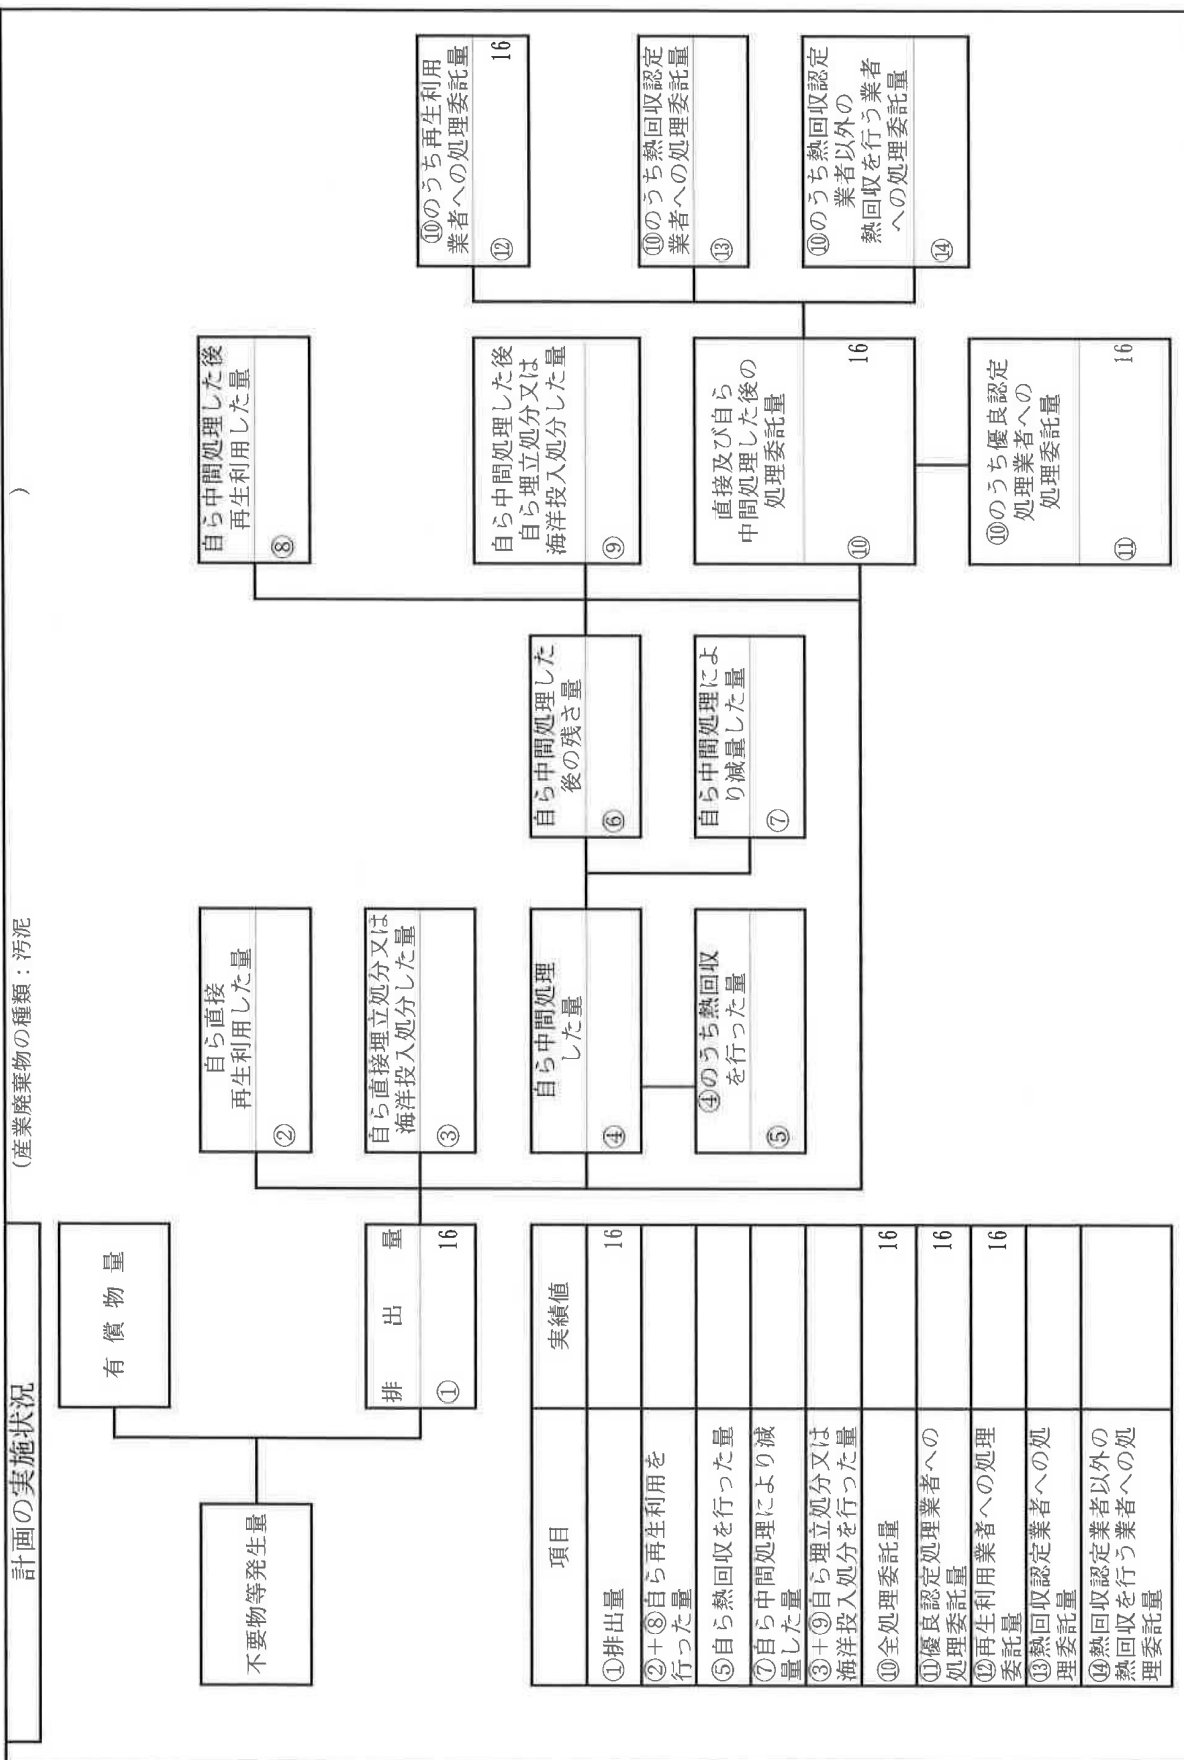 計画の実施状況
(産業廃棄物の種類：汚泥
)
不要物等発生量
有償物量
排出量
① 16
自ら直接
再生利用した量
②
自ら直接埋立処分又は
海洋投入処分した量
③
自ら中間処理
した量
④
④のうち熱回収
を行った量
⑤
自ら中間処理した
後の残さ量
⑥
自ら中間処理によ
り減量した量
⑦
自ら中間処理した後
再生利用した量
⑧
自ら中間処理した後
自ら埋立処分又は
海洋投入処分した量
⑨
直接及び自ら
中間処理した後の
処理委託量
⑩ 16
⑩のうち優良認定
処理業者への
処理委託量
⑪ 16
⑩のうち再生利用
業者への処理委託量
⑫ 16
⑩のうち熱回収認定
業者への処理委託量
⑬
⑩のうち熱回収認定
業者以外の
熱回収を行う業者
への処理委託量
⑭
項目 実績値
①排出量 16
②＋⑧自ら再生利用を
行った量
⑤自ら熱回収を行った量
⑦自ら中間処理により減
量した量
③＋⑨自ら埋立処分又は
海洋投入処分を行った量
⑩全処理委託量 16
⑪優良認定処理業者への
処理委託量 16
⑫再生利用業者への処理
委託量 16
⑬熱回収認定業者への処
理委託量
⑭熱回収認定業者以外の
熱回収を行う業者への処
理委託量